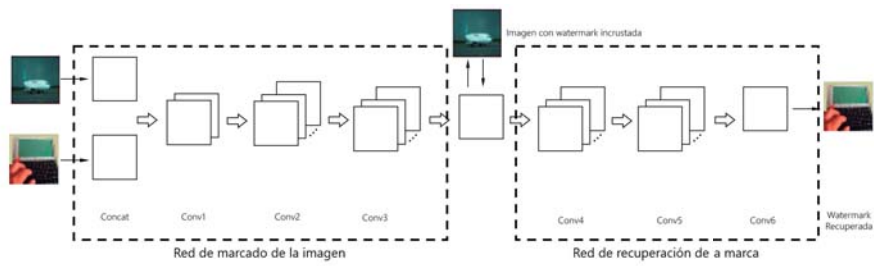 Imagen con watermark incrustada
Concat
Conv1
Conv2
Conv3
Conv4
Conv5
Conv6
Watermark
Recuperada
Red de marcado de la imagen
Red de recuperación de a marca